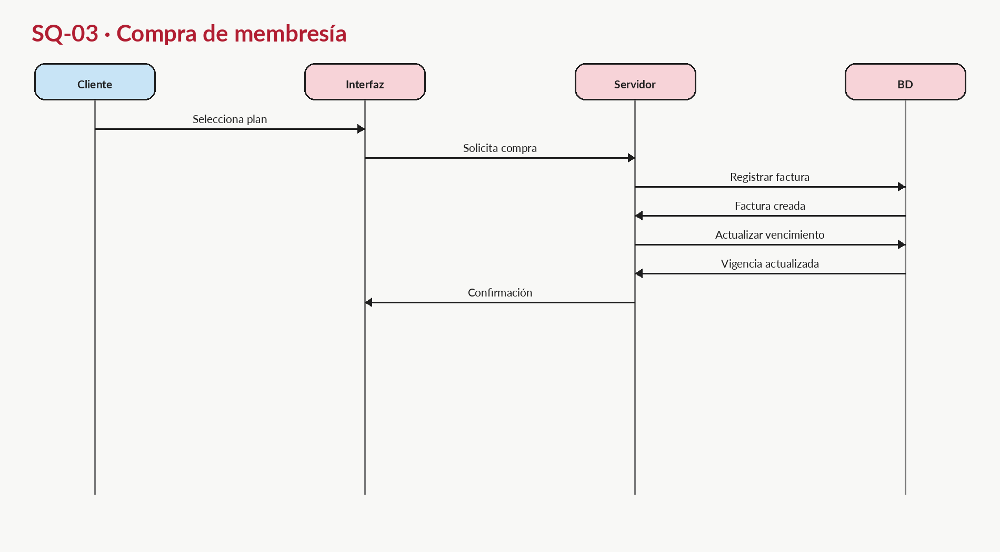 SQ-03 · Compra de membresía
Cliente
Interfaz
Servidor
BD
Selecciona plan
Solicita compra
Registrar factura
Factura creada
Actualizar vencimiento
Vigencia actualizada
Confirmación